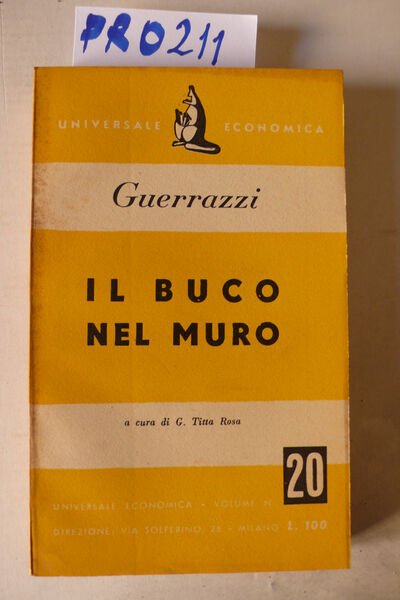 PRO211
UNIVERSALE ECONOMICA
Guerrazzi
IL BUCO
NEL MURO
a cura di G. Titta Rosa
20
UNIVERSALE ECONOMICA - VOLUME N.
DIREZIONE: VIA SOLFERINO, 26 - MILANO L. 100